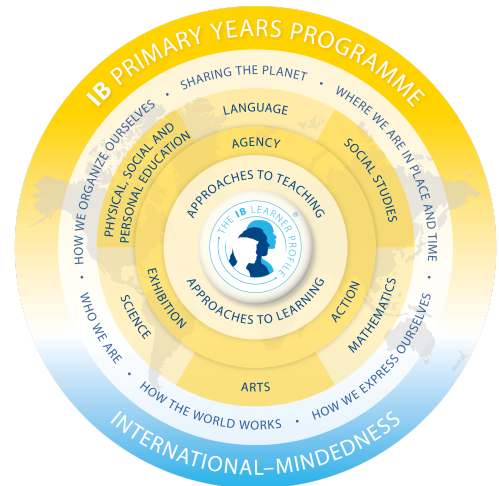 IB PRIMARY YEARS PROGRAMME
SHARING THE PLANET
•
WHERE WE ARE IN PLACE AND TIME
•
HOW WE EXPRESS OURSELVES
•
HOW THE WORLD WORKS
•
WHO WE ARE
•
HOW WE ORGANIZE OURSELVES
•
LANGUAGE
SOCIAL STUDIES
MATHEMATICS
ARTS
SCIENCE
PHYSICAL, SOCIAL AND
PERSONAL EDUCATION
AGENCY
ACTION
EXHIBITION
APPROACHES TO TEACHING
THE IB LEARNER PROFILE
®
APPROACHES TO LEARNING
INTERNATIONAL–MINDEDNESS